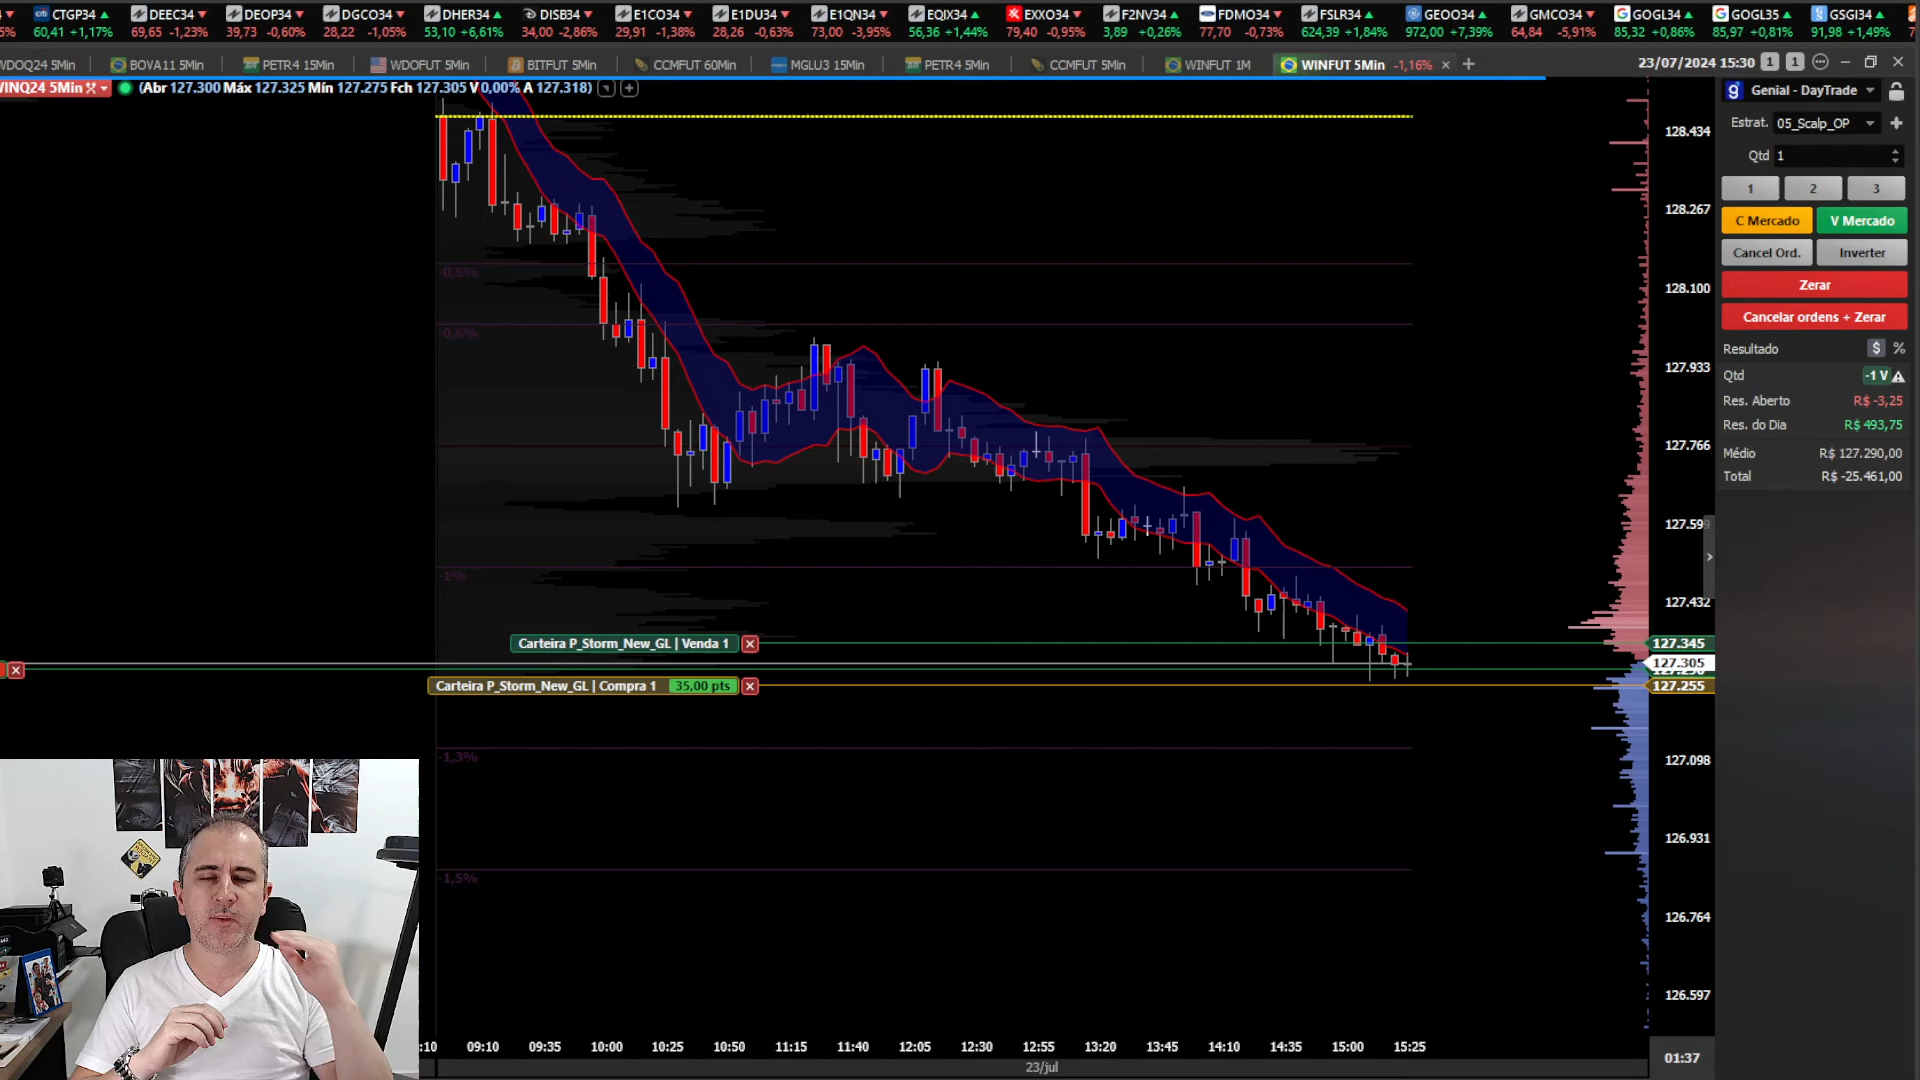 CTGP34 DEEC34 DEOP34 DGCO34 DHER34 DISB34 E1CO34 E1DU34 E1QN34 EQIX34 EXXO34 F2NV34 FDMO34 FSLR34 GEOO34 GMCO34 GOGL34 GOGL35 GSGI34
5% 60,41 +1,17% 69,65 -1,23% 39,73 -0,60% 28,22 -1,05% 53,10 +6,61% 34,00 -2,86% 29,91 -1,38% 28,26 -0,63% 73,00 -3,95% 56,36 +1,44% 79,40 -0,95% 3,89 +0,26% 77,70 -0,73% 624,39 +1,84% 972,00 +7,39% 64,84 -5,91% 85,32 +0,86% 85,97 +0,81% 91,98 +1,49%
WDOQ24 5Min BOVA11 5Min PETR4 15Min WDOFUT 5Min BITFUT 5Min CCMFUT 60Min MGLU3 15Min PETR4 5Min CCMFUT 5Min WINFUT 1M WINFUT 5Min -1,16% 23/07/2024 15:30 1 1
WINQ24 5Min (Abr 127.300 Máx 127.325 Mín 127.275 Fch 127.305 V 0,00% A 127.318)
Genial - DayTrade
Estrat. 05_Scalp_OP
Qtd 1
1 2 3
C Mercado V Mercado
Cancel Ord. Inverter
Zerar
Cancelar ordens + Zerar
Resultado $ %
Qtd -1 V
Res. Aberto R$ -3,25
Res. do Dia R$ 493,75
Médio R$ 127.290,00
Total R$ -25.461,00
128.434
128.267
128.100
127.933
127.766
127.599
127.432
127.345
127.305
127.255
127.098
126.931
126.764
126.597
-0,5%
-0,6%
-1%
-1,3%
-1,5%
Carteira P_Storm_New_GL | Venda 1
Carteira P_Storm_New_GL | Compra 1 35,00 pts
:10 09:10 09:35 10:00 10:25 10:50 11:15 11:40 12:05 12:30 12:55 13:20 13:45 14:10 14:35 15:00 15:25
23/jul
01:37